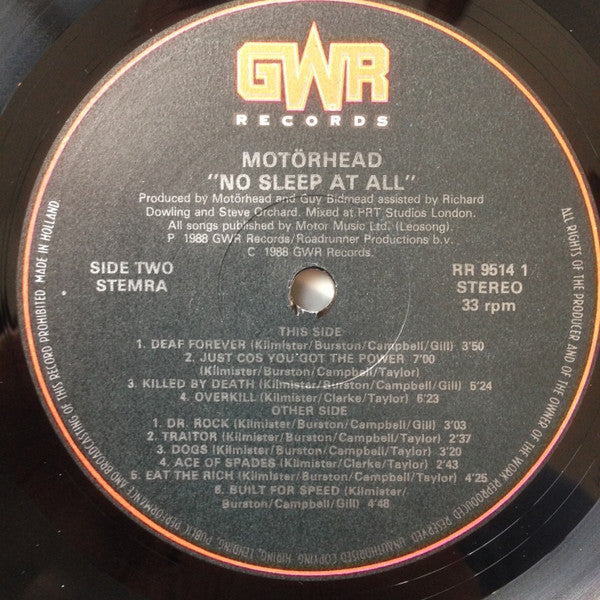 GWR
RECORDS
MOTÖRHEAD
"NO SLEEP AT ALL"
Produced by Motörhead and Guy Bidmead assisted by Richard
Dowling and Steve Orchard. Mixed at PRT Studios London.
All songs published by Motor Music Ltd. (Leosong).
P 1988 GWR Records/Roadrunner Productions b.v.
C 1988 GWR Records.
SIDE TWO
STEMRA
RR 9514 1
STEREO
33 rpm
THIS SIDE
1. DEAF FOREVER (Kilmister/Burston/Campbell/Gill) 3'50
2. JUST COS YOU'GOT THE POWER 7'00
(Kilmister/Burston/Campbell/Taylor)
3. KILLED BY DEATH (Kilmister/Burston/Campbell/Gill) 5'24
4. OVERKILL (Kilmister/Clarke/Taylor) 6'23
OTHER SIDE
1. DR. ROCK (Kilmister/Burston/Campbell/Gill) 3'03
2. TRAITOR (Kilmister/Burston/Campbell/Taylor) 2'37
3. DOGS (Kilmister/Burston/Campbell/Taylor) 3'20
4. ACE OF SPADES (Kilmister/Clarke/Taylor) 2'43
5. EAT THE RICH (Kilmister/Burston/Campbell/Taylor) 4'25
6. BUILT FOR SPEED (Kilmister/
Burston/Campbell/Gill) 4'48
ALL RIGHTS OF THE PRODUCER AND OF THE OWNER OF THE WORK REPRODUCED RESERVED UNAUTHORISED COPYING, HIRING, LENDING, PUBLIC PERFORMANCE AND BROADCASTING OF THIS RECORD PROHIBITED MADE IN HOLLAND